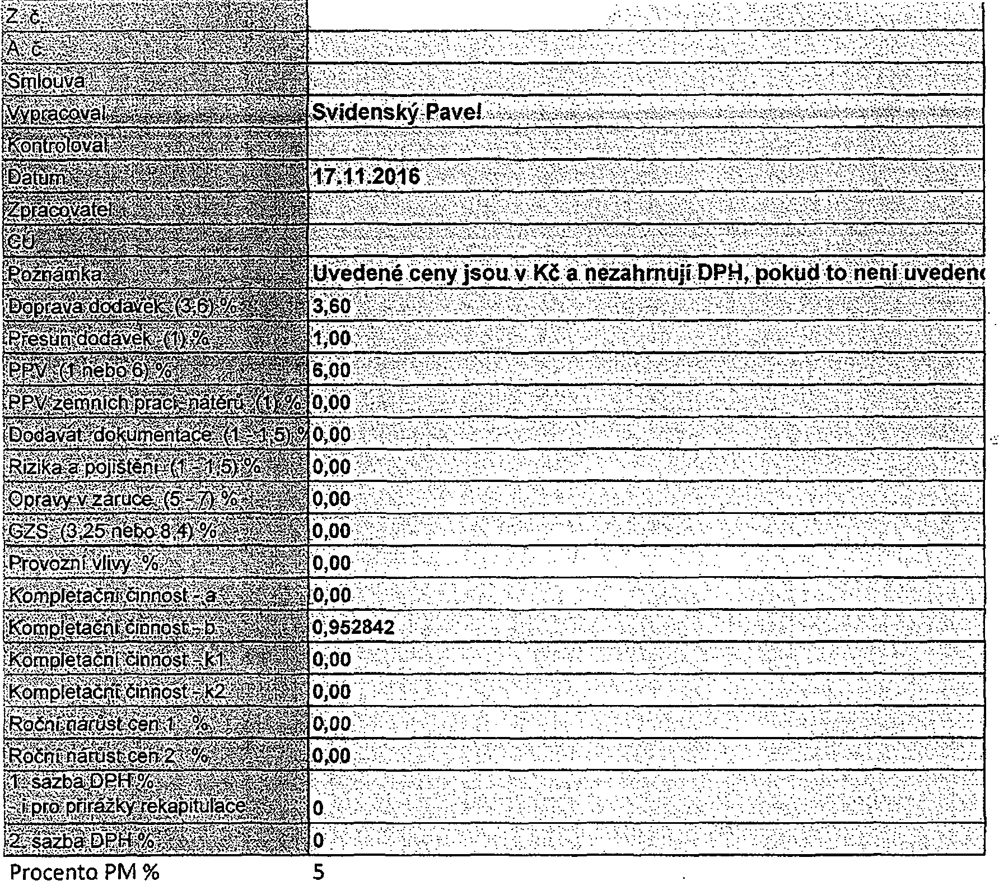 Z. č.
A. č.
Smlouva
Vypracoval Svidenský Pavel
Kontroloval
Datum 17.11.2016
Zpracovatel
CÚ
Poznámka Uvedené ceny jsou v Kč a nezahrnují DPH, pokud to není uvedeno
Doprava dodávek (3,6) % 3,60
Přesun dodávek (1) % 1,00
PPV (1 nebo 6) % 6,00
PPV zemních prací, nátěrů (1) % 0,00
Dodavat. dokumentace (1 - 1,5) % 0,00
Rizika a pojištění (1 - 1,5) % 0,00
Opravy v záruce (5 - 7) % 0,00
GZS (3,25 nebo 8,4) % 0,00
Provozní vlivy % 0,00
Kompletační činnost - a 0,00
Kompletační činnost - b 0,952842
Kompletační činnost - k1 0,00
Kompletační činnost - k2 0,00
Roční nárůst cen 1 % 0,00
Roční nárůst cen 2 % 0,00
1. sazba DPH %
- i pro přirážky rekapitulace 0
2. sazba DPH % 0
Procento PM % 5